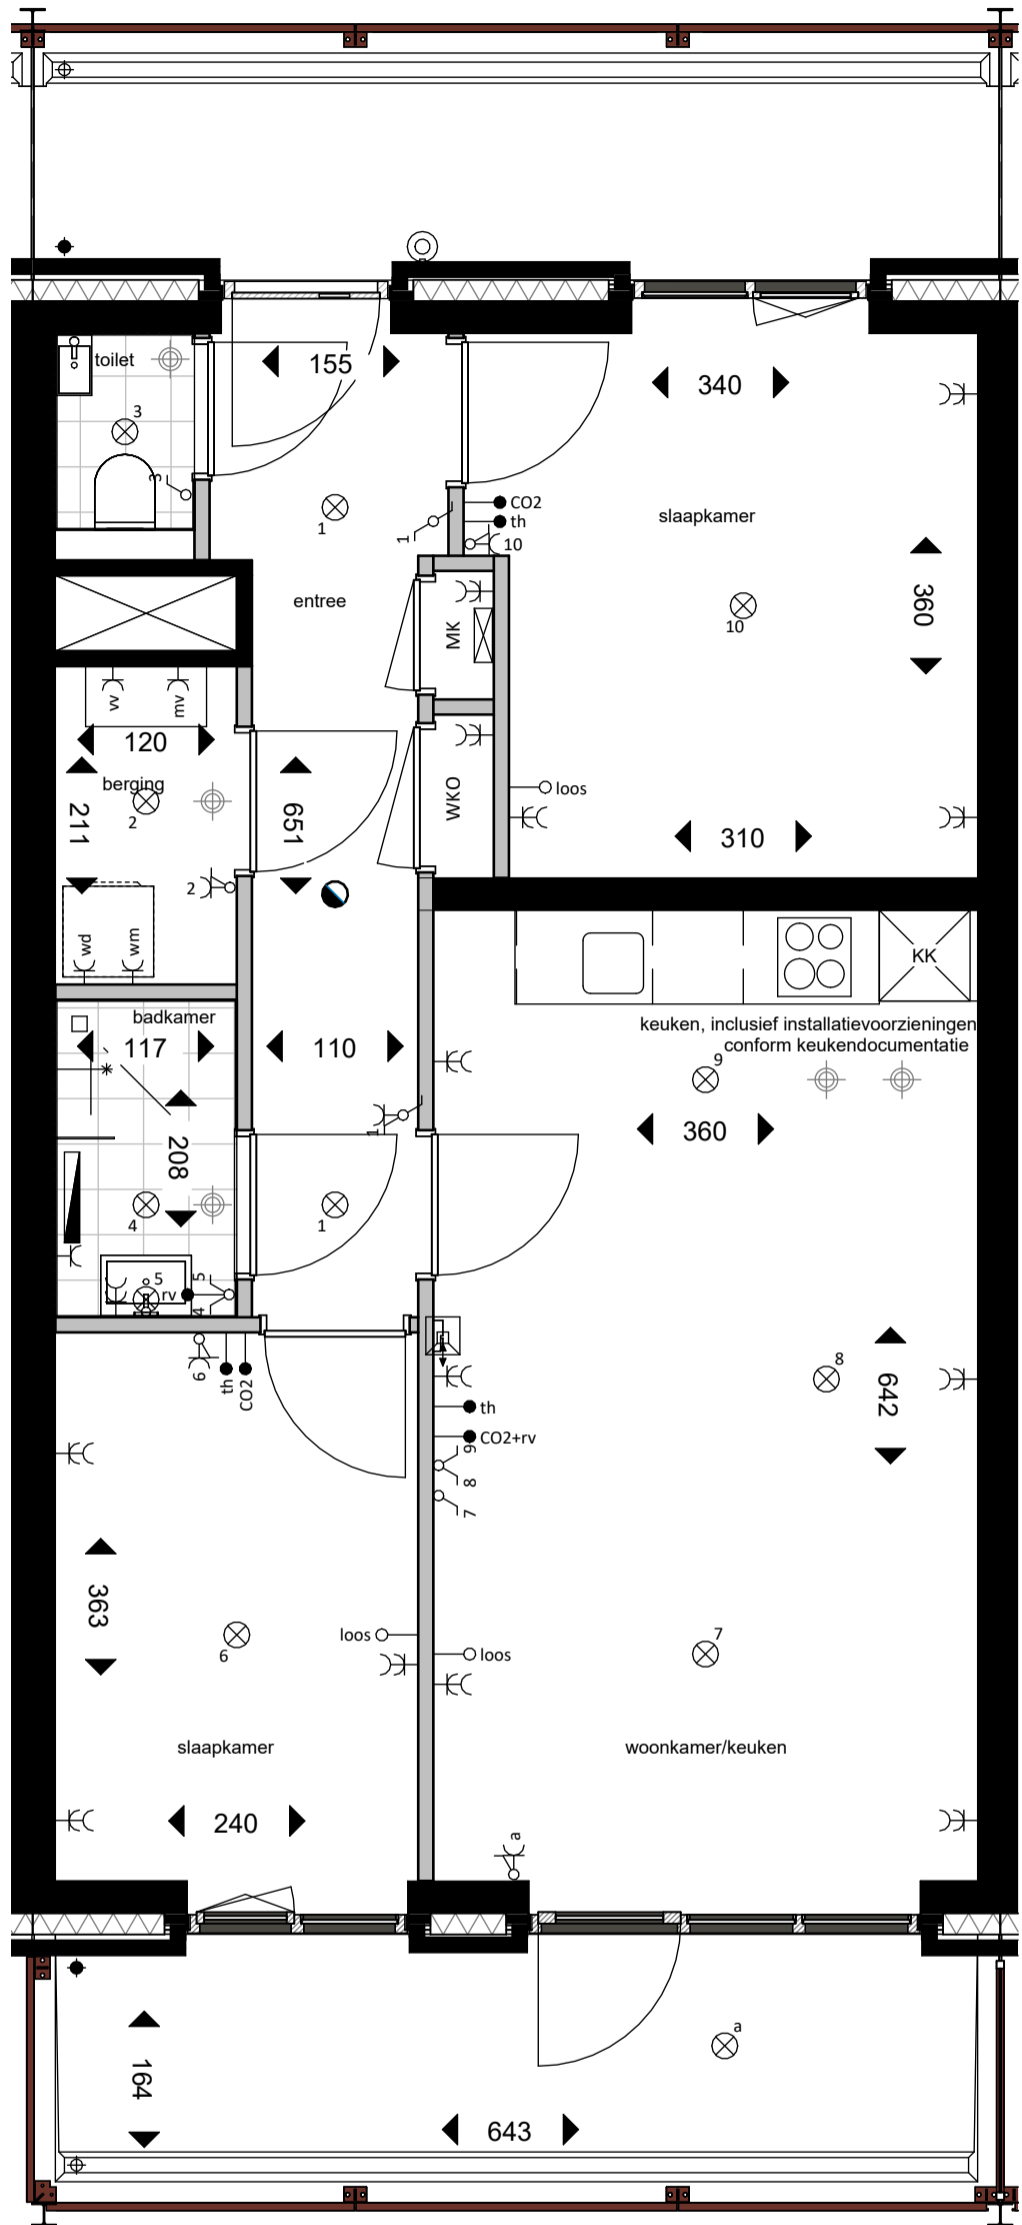 toilet
155
340
3
3
CO2
th
1
1
10
slaapkamer
entree
360
10
MK
vv
mv
120
berging
2
211
651
WKO
loos
310
2
wp
wm
KK
badkamer
keuken, inclusief installatievoorzieningen
conform keukendocumentatie
117
110
9
360
1
208
4
1
5
rv
5
4
6
th
CO2
8
642
th
CO2+rv
9
8
7
363
6
loos
loos
7
slaapkamer
woonkamer/keuken
240
a
a
164
643